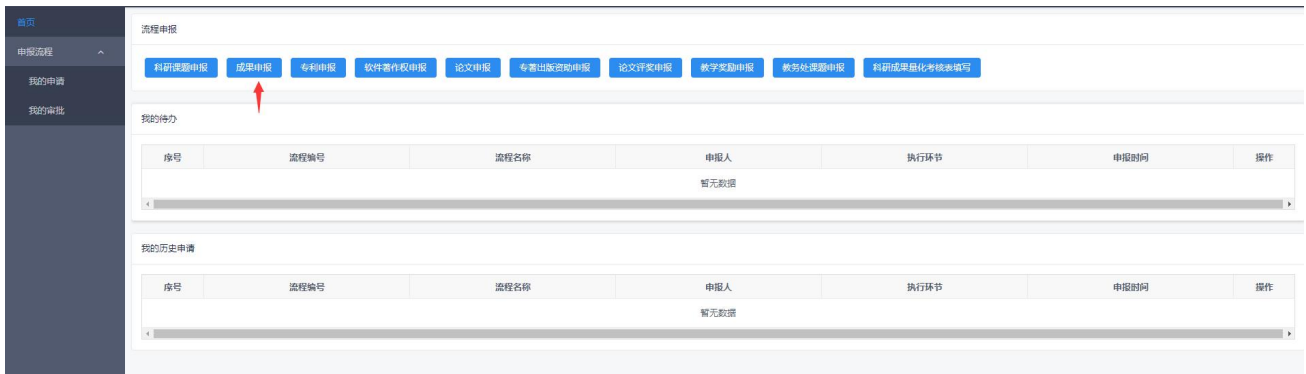 首页
申报流程
我的申请
我的审批
流程申报
科研课题申报 成果申报 专利申报 软件著作权申报 论文申报 专著出版资助申报 论文评奖申报 教学奖励申报 教务处课题申报 科研成果量化考核表填写
我的待办
序号 流程编号 流程名称 申报人 执行环节 申报时间 操作
暂无数据
我的历史申请
序号 流程编号 流程名称 申报人 执行环节 申报时间 操作
暂无数据